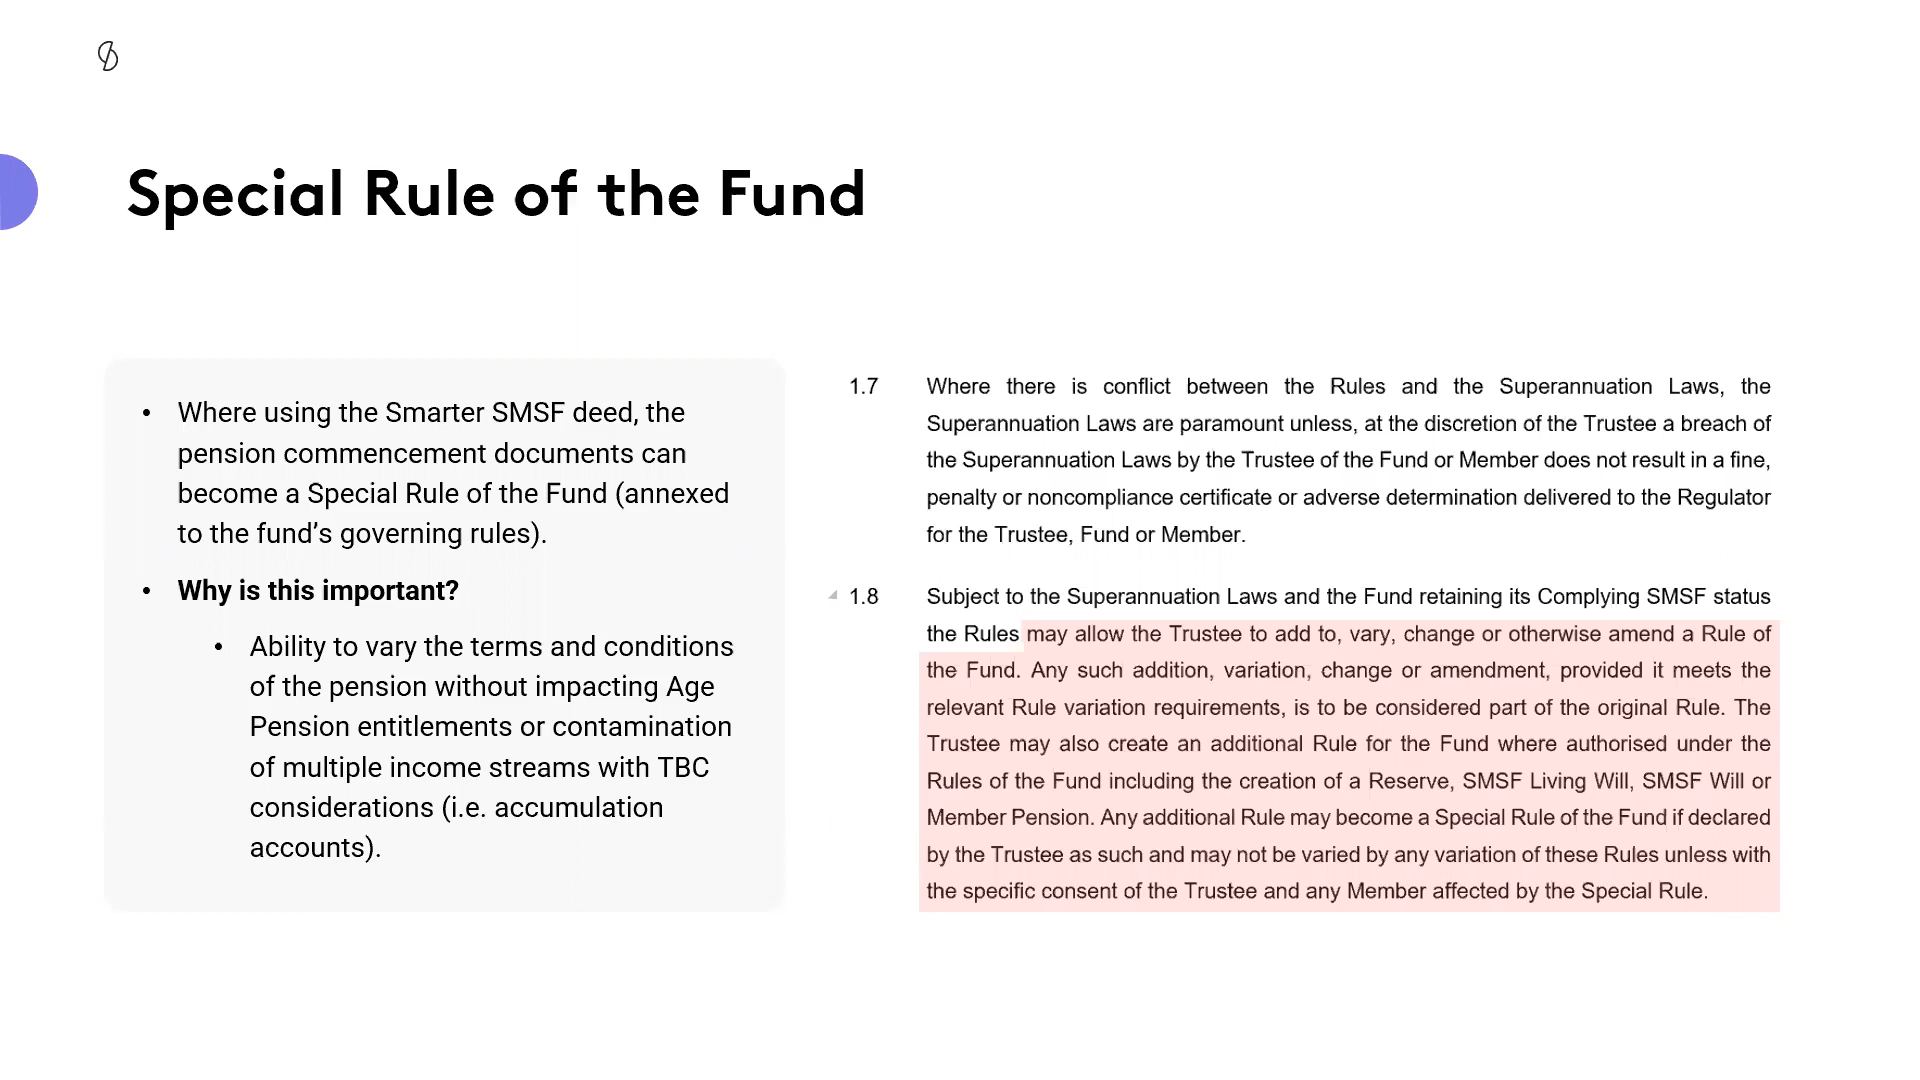 Special Rule of the Fund
• Where using the Smarter SMSF deed, the
pension commencement documents can
become a Special Rule of the Fund (annexed
to the fund’s governing rules).
• Why is this important?
• Ability to vary the terms and conditions
of the pension without impacting Age
Pension entitlements or contamination
of multiple income streams with TBC
considerations (i.e. accumulation
accounts).
1.7 Where there is conflict between the Rules and the Superannuation Laws, the
Superannuation Laws are paramount unless, at the discretion of the Trustee a breach of
the Superannuation Laws by the Trustee of the Fund or Member does not result in a fine,
penalty or noncompliance certificate or adverse determination delivered to the Regulator
for the Trustee, Fund or Member.
1.8 Subject to the Superannuation Laws and the Fund retaining its Complying SMSF status
the Rules may allow the Trustee to add to, vary, change or otherwise amend a Rule of
the Fund. Any such addition, variation, change or amendment, provided it meets the
relevant Rule variation requirements, is to be considered part of the original Rule. The
Trustee may also create an additional Rule for the Fund where authorised under the
Rules of the Fund including the creation of a Reserve, SMSF Living Will, SMSF Will or
Member Pension. Any additional Rule may become a Special Rule of the Fund if declared
by the Trustee as such and may not be varied by any variation of these Rules unless with
the specific consent of the Trustee and any Member affected by the Special Rule.